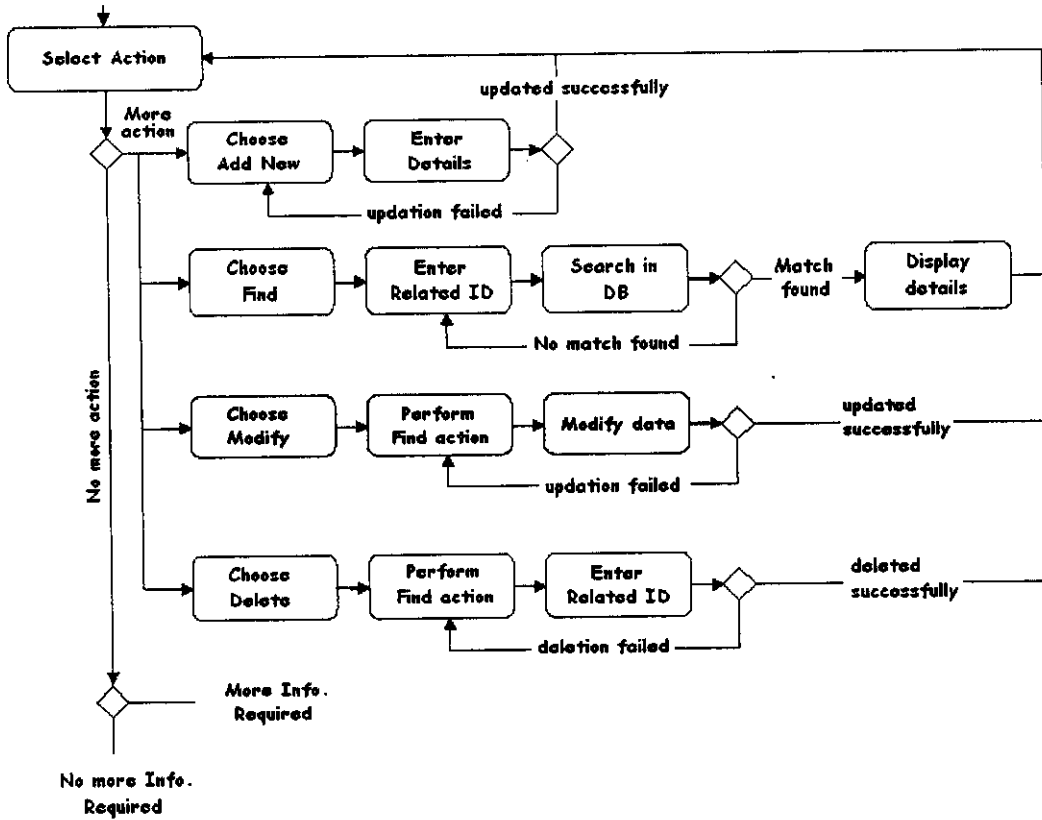 Select Action
More
action
updated successfully
Choose
Add New
Enter
Details
updation failed
Choose
Find
Enter
Related ID
Search in
DB
Match
found
Display
details
No match found
No more action
Choose
Modify
Perform
Find action
Modify data
updated
successfully
updation failed
Choose
Delete
Perform
Find action
Enter
Related ID
deleted
successfully
deletion failed
More Info.
Required
No more Info.
Required